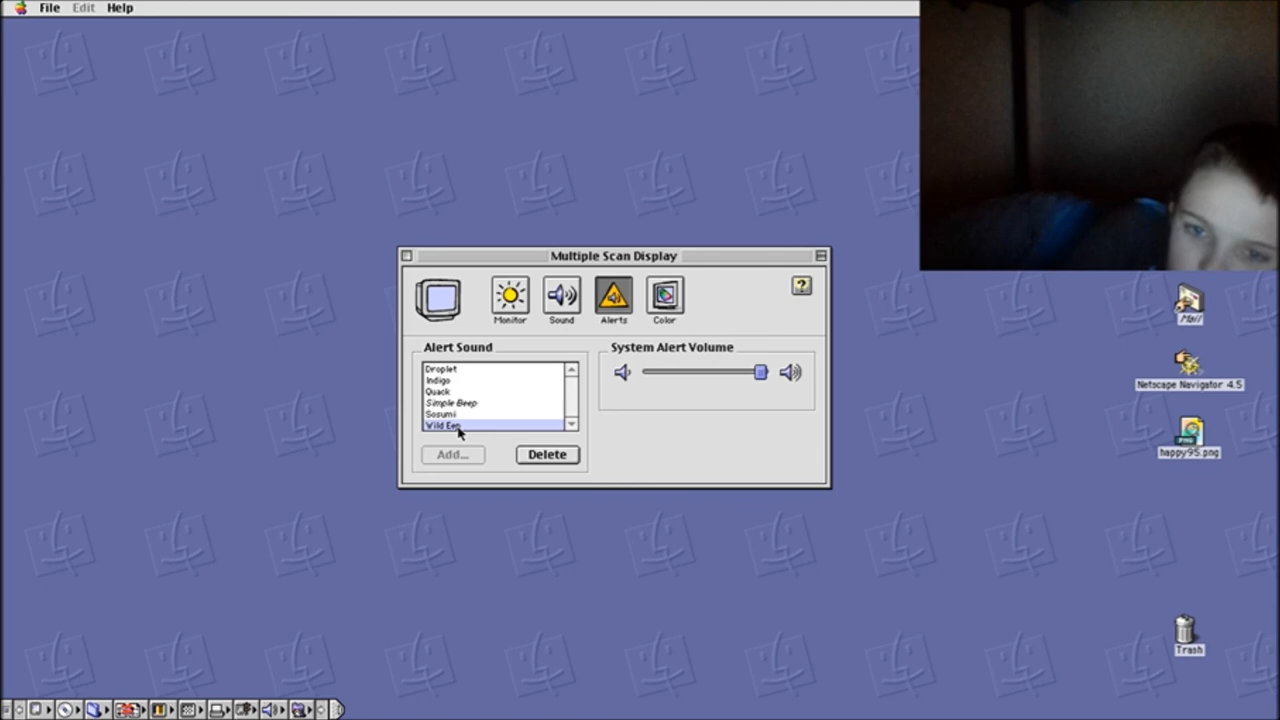 File Edit Help
Multiple Scan Display
?
Monitor Sound Alerts Color
Alert Sound
System Alert Volume
Droplet
Indigo
Quack
Simple Beep
Sosumi
Wild Eep
Add...
Delete
Mail
Netscape Navigator 4.5
PNG
happy95.png
Trash